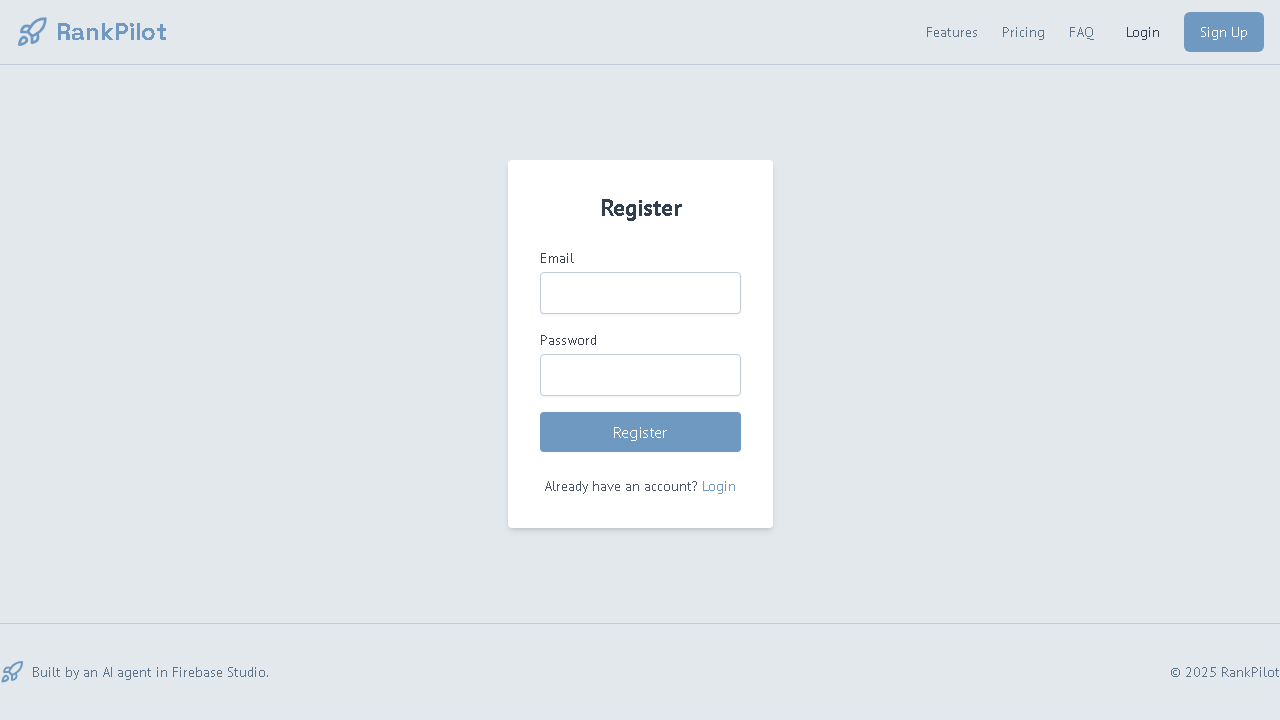 RankPilot
Features Pricing FAQ Login Sign Up
Register
Email
Password
Register
Already have an account? Login
Built by an AI agent in Firebase Studio.
© 2025 RankPilot